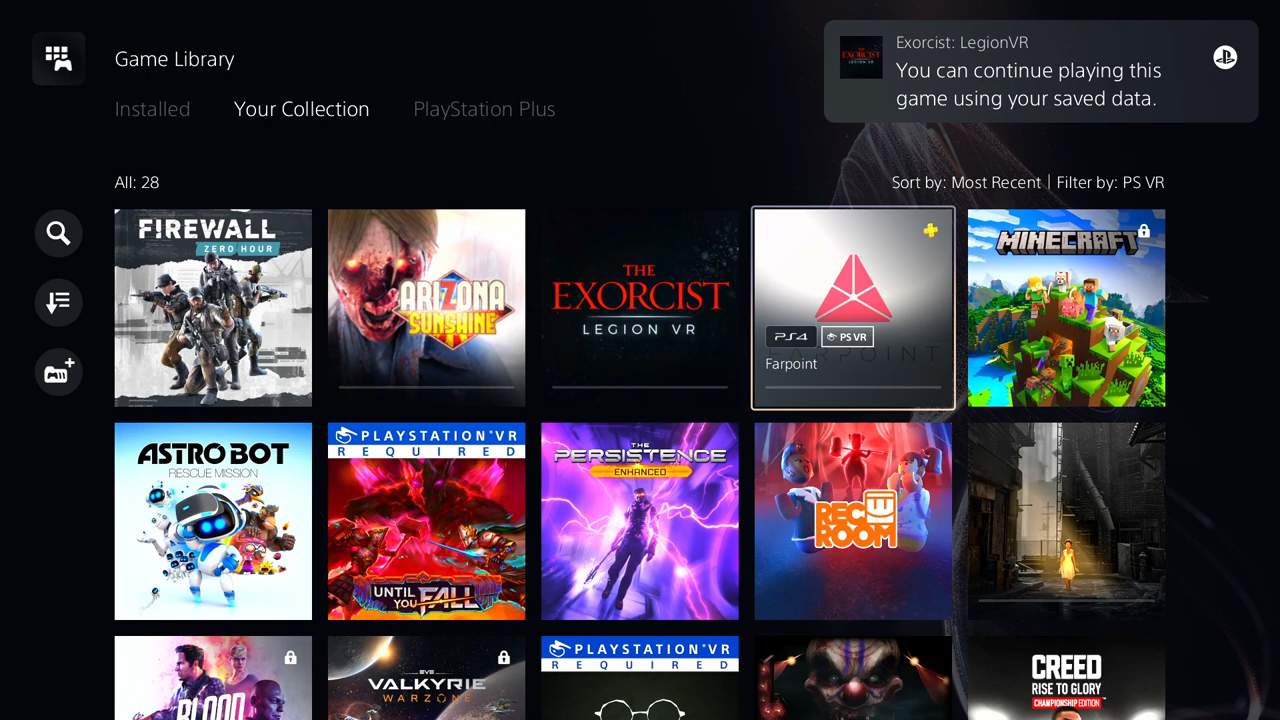 Game Library
Exorcist: LegionVR
You can continue playing this
game using your saved data.
Installed
Your Collection
PlayStation Plus
All: 28
Sort by: Most Recent | Filter by: PS VR
FIREWALL
ZERO HOUR
ARIZONA
SUNSHINE
THE
EXORCIST
LEGION VR
PS4
PS VR
FARPOINT
Farpoint
MINECRAFT
ASTRO BOT
RESCUE MISSION
PLAYSTATION®VR
REQUIRED
UNTIL
YOU FALL
THE
PERSISTENCE
ENHANCED
REC
ROOM
BLOOD
EVE
VALKYRIE
WARZONE
PLAYSTATION®VR
REQUIRED
CREED
RISE TO GLORY
CHAMPIONSHIP EDITION